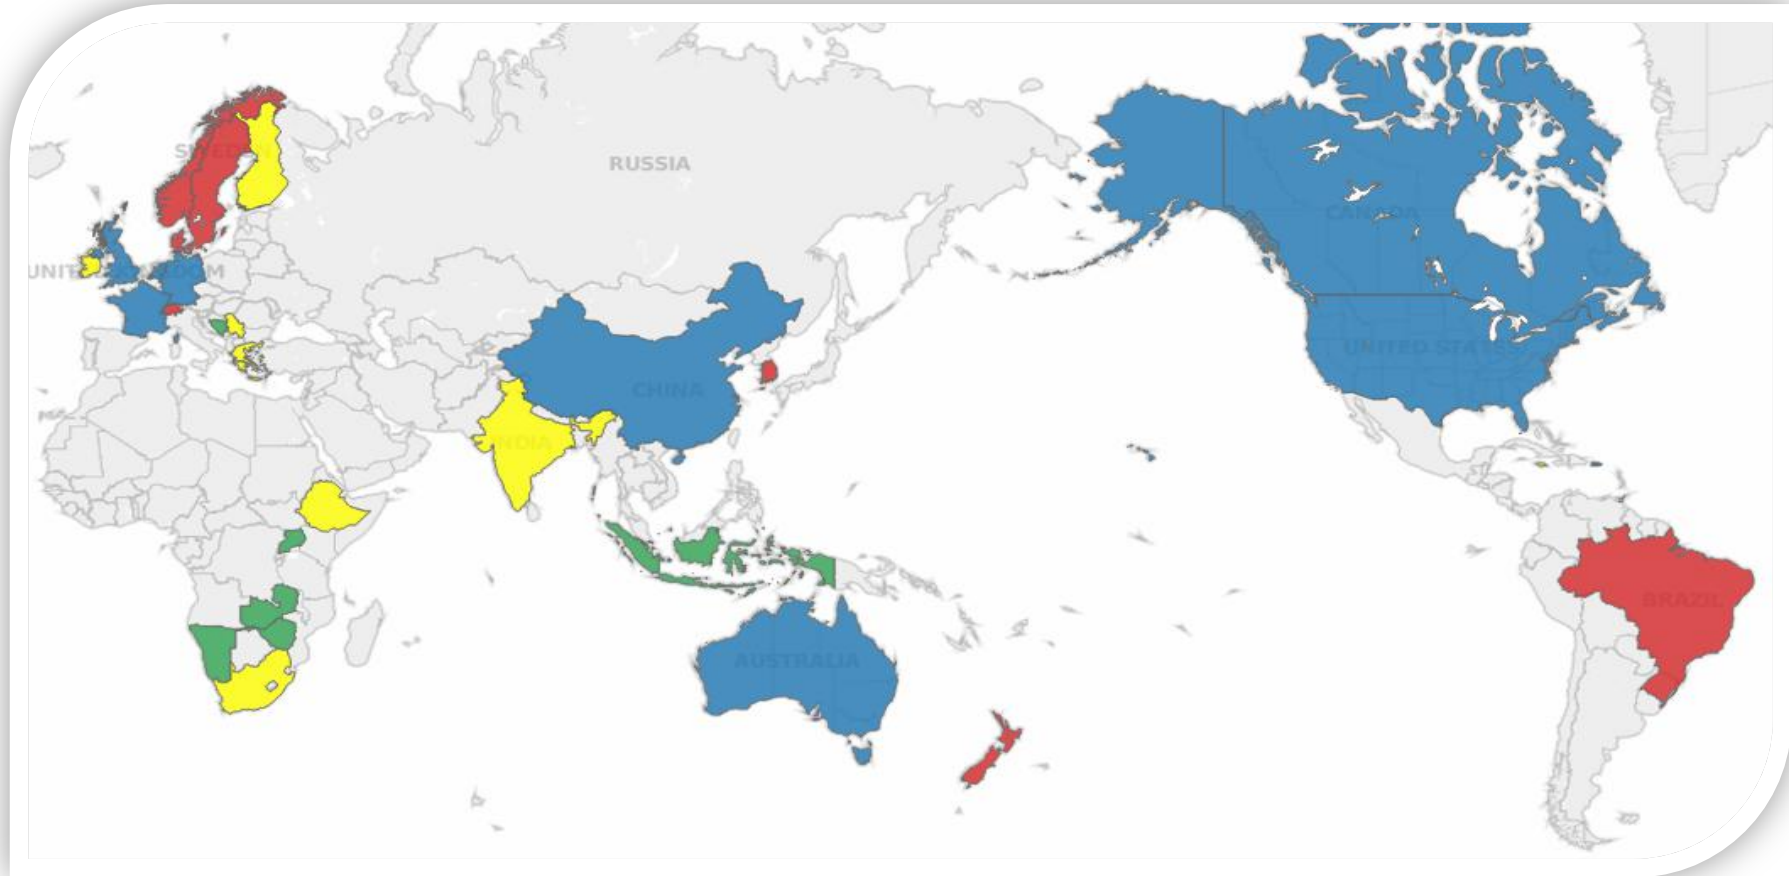 SWEDEN
RUSSIA
CANADA
UNITED KINGDOM
UNITED STATES
CHINA
INDIA
BRAZIL
AUSTRALIA